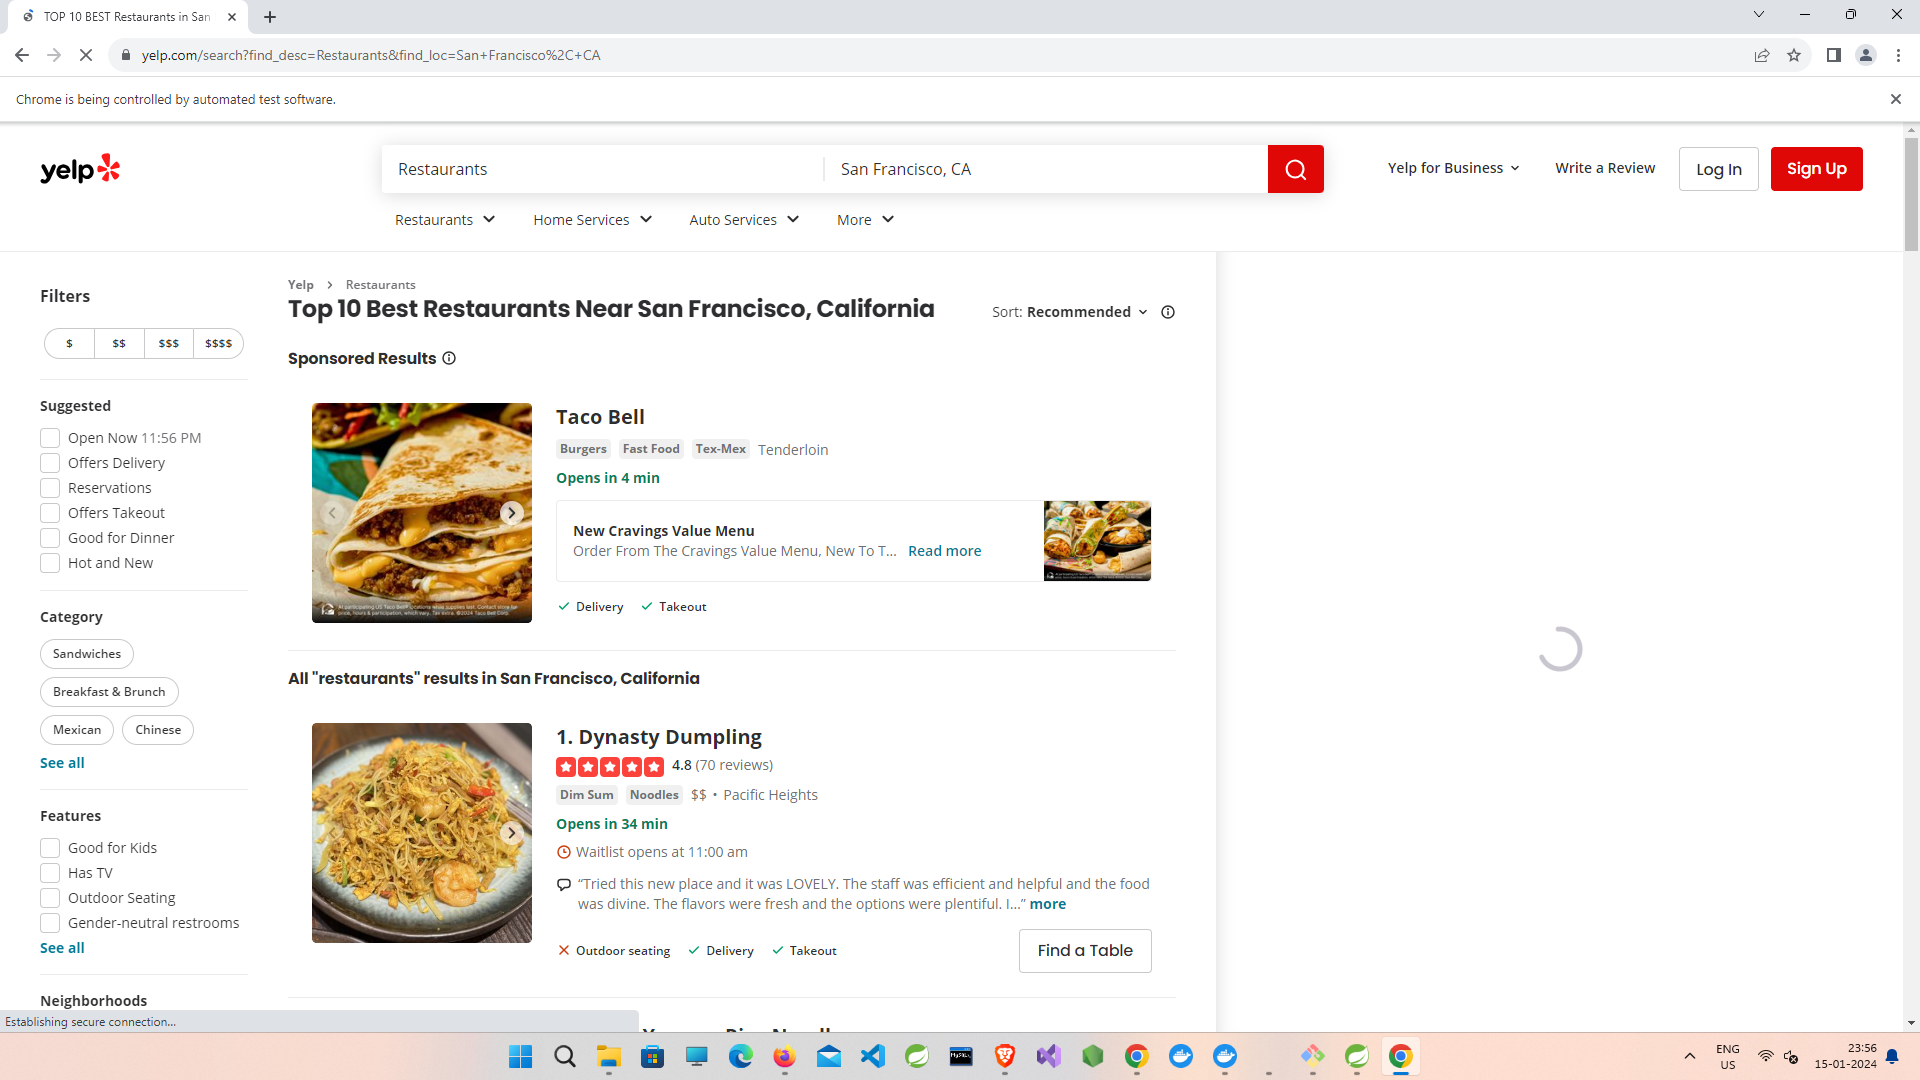 TOP 10 BEST Restaurants in San
yelp.com/search?find_desc=Restaurants&find_loc=San+Francisco%2C+CA
Chrome is being controlled by automated test software.
yelp
Restaurants
San Francisco, CA
Yelp for Business
Write a Review
Log In
Sign Up
Restaurants
Home Services
Auto Services
More
Filters
$
$$
$$$
$$$$
Suggested
Open Now 11:56 PM
Offers Delivery
Reservations
Offers Takeout
Good for Dinner
Hot and New
Category
Sandwiches
Breakfast & Brunch
Mexican
Chinese
See all
Features
Good for Kids
Has TV
Outdoor Seating
Gender-neutral restrooms
See all
Neighborhoods
Yelp > Restaurants
Top 10 Best Restaurants Near San Francisco, California
Sort: Recommended
Sponsored Results
Taco Bell
Burgers Fast Food Tex-Mex Tenderloin
Opens in 4 min
New Cravings Value Menu
Order From The Cravings Value Menu, New To T... Read more
Delivery
Takeout
All "restaurants" results in San Francisco, California
1. Dynasty Dumpling
4.8 (70 reviews)
Dim Sum Noodles $$ • Pacific Heights
Opens in 34 min
Waitlist opens at 11:00 am
“Tried this new place and it was LOVELY. The staff was efficient and helpful and the food
was divine. The flavors were fresh and the options were plentiful. I...” more
Outdoor seating
Delivery
Takeout
Find a Table
Establishing secure connection...
ENG
US
23:56
15-01-2024